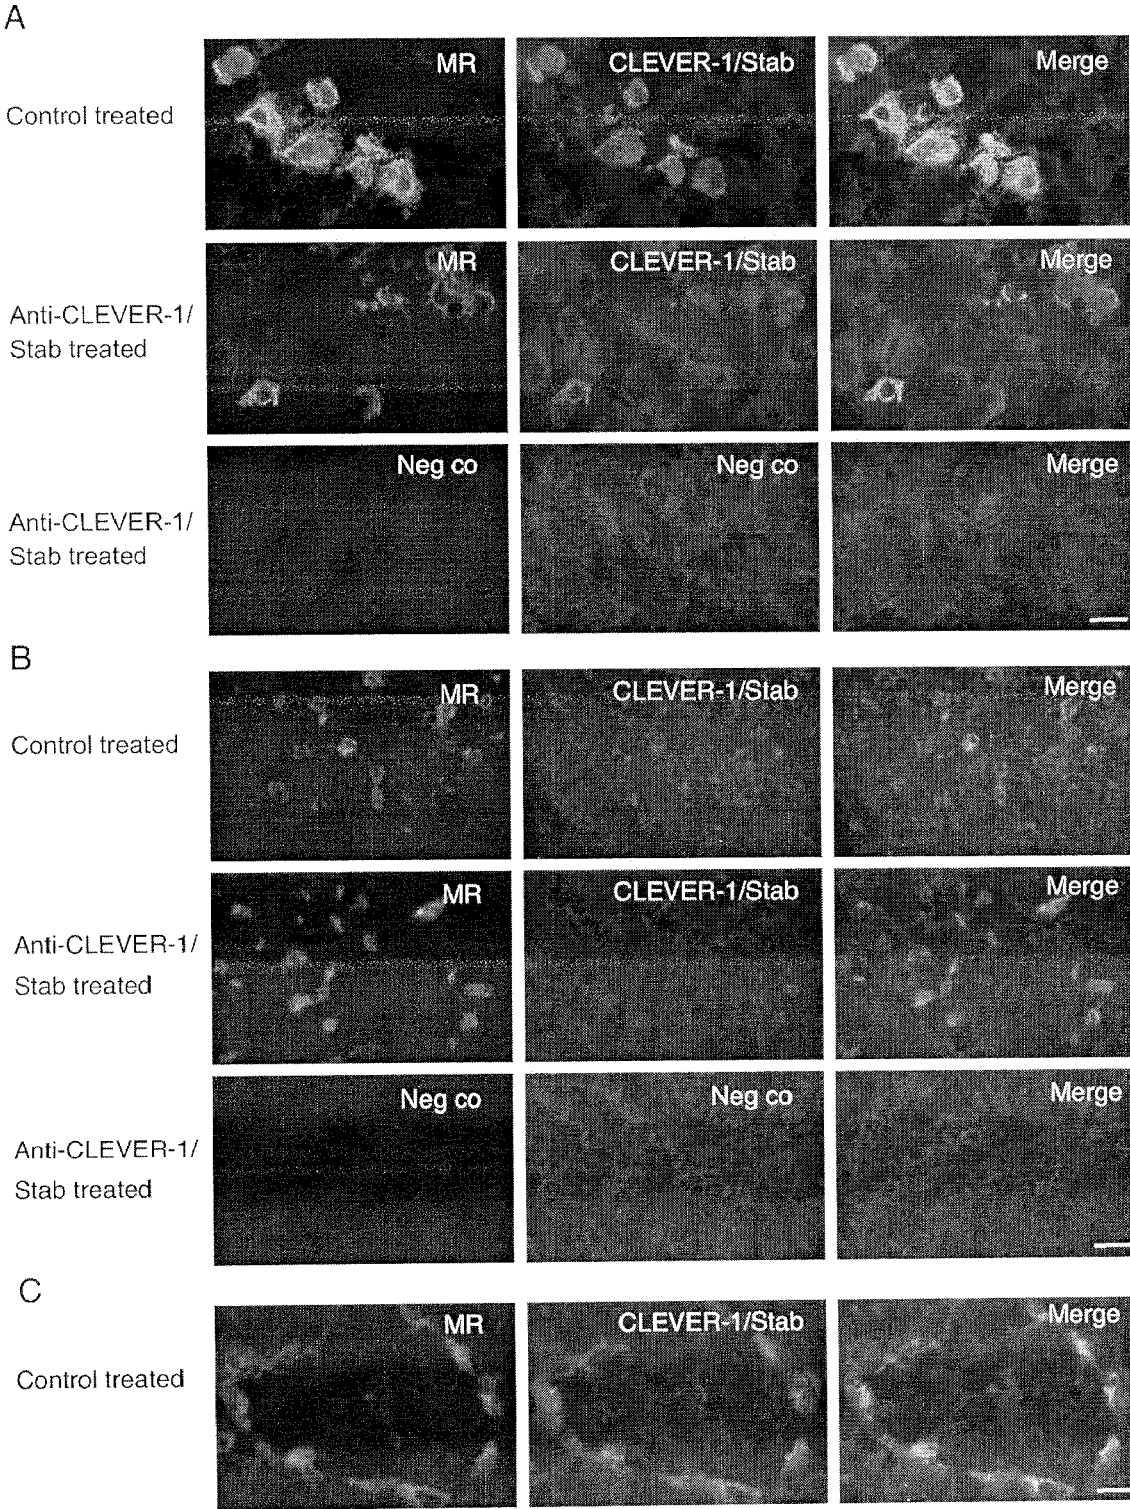 A
MR
CLEVER-1/Stab
Merge
Control treated
MR
CLEVER-1/Stab
Merge
Anti-CLEVER-1/
Stab treated
Neg co
Neg co
Merge
Anti-CLEVER-1/
Stab treated
B
MR
CLEVER-1/Stab
Merge
Control treated
MR
CLEVER-1/Stab
Merge
Anti-CLEVER-1/
Stab treated
Neg co
Neg co
Merge
Anti-CLEVER-1/
Stab treated
C
MR
CLEVER-1/Stab
Merge
Control treated